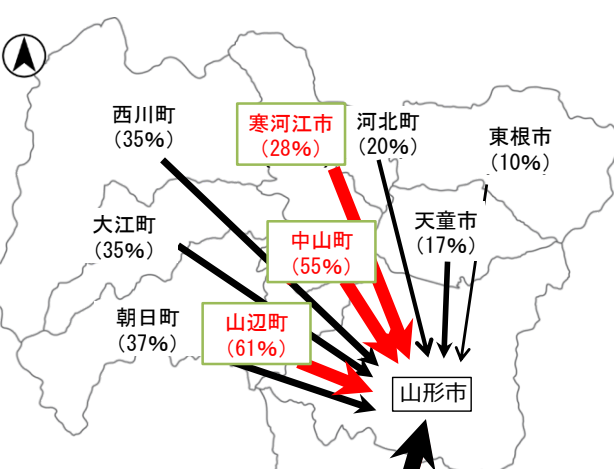 西川町
(35%)
寒河江市
(28%)
河北町
(20%)
東根市
(10%)
大江町
(35%)
中山町
(55%)
天童市
(17%)
朝日町
(37%)
山辺町
(61%)
山形市